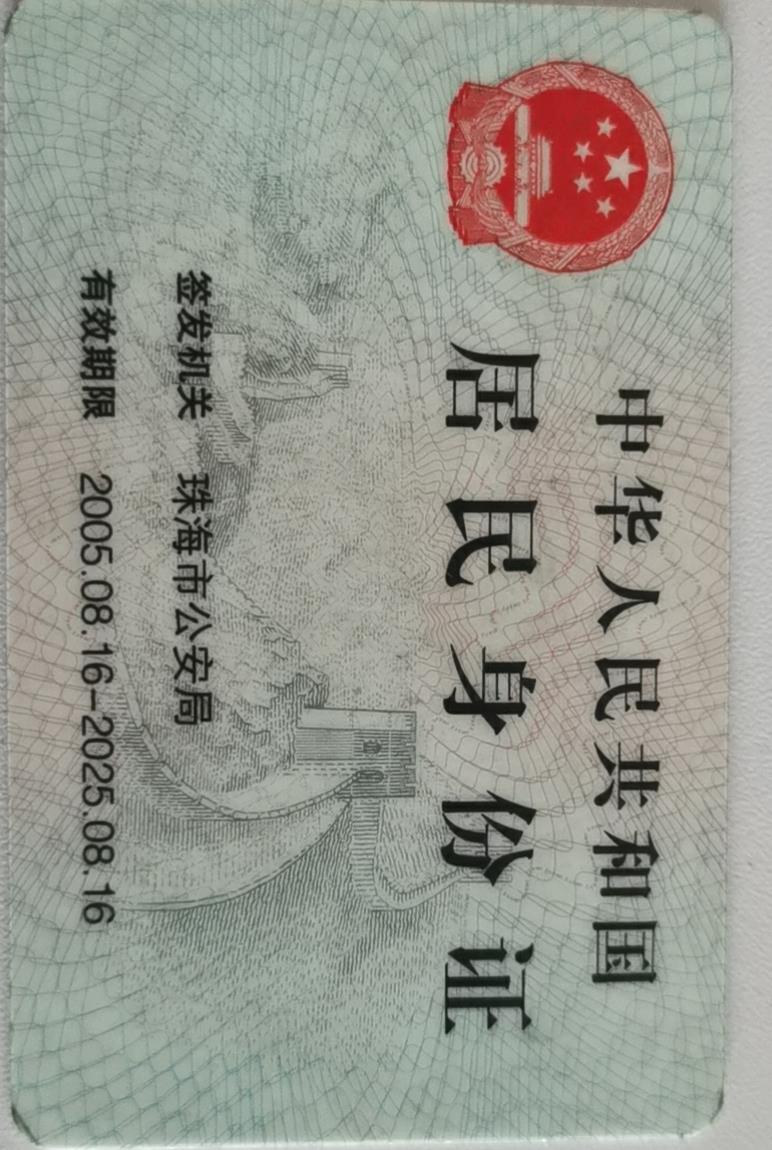 中华人民共和国
居民身份证
签发机关 珠海市公安局
有效期限 2005.08.16-2025.08.16